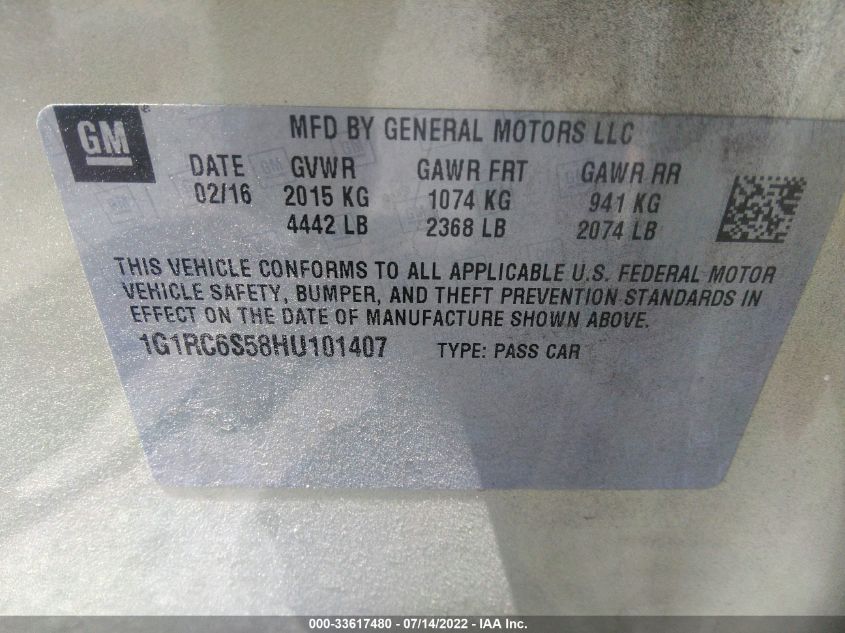 GM
MFD BY GENERAL MOTORS LLC
DATE GVWR GAWR FRT GAWR RR
02/16 2015 KG 1074 KG 941 KG
4442 LB 2368 LB 2074 LB
THIS VEHICLE CONFORMS TO ALL APPLICABLE U.S. FEDERAL MOTOR
VEHICLE SAFETY, BUMPER, AND THEFT PREVENTION STANDARDS IN
EFFECT ON THE DATE OF MANUFACTURE SHOWN ABOVE.
1G1RC6S58HU101407 TYPE: PASS CAR
000-33617480 - 07/14/2022 - IAA Inc.